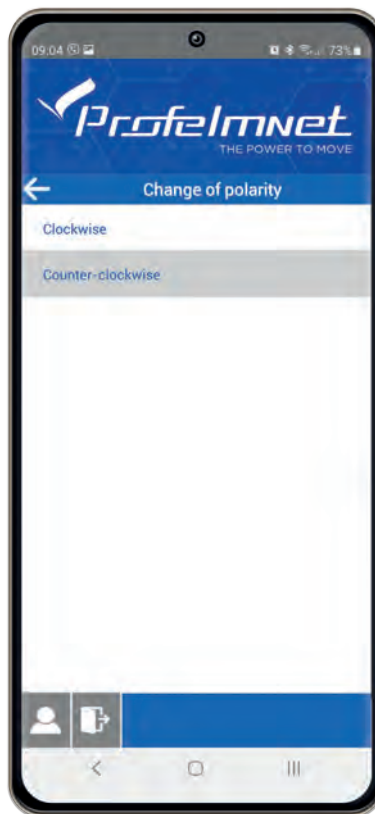 09:04
73%
Profelmnet
THE POWER TO MOVE
Change of polarity
Clockwise
Counter-clockwise